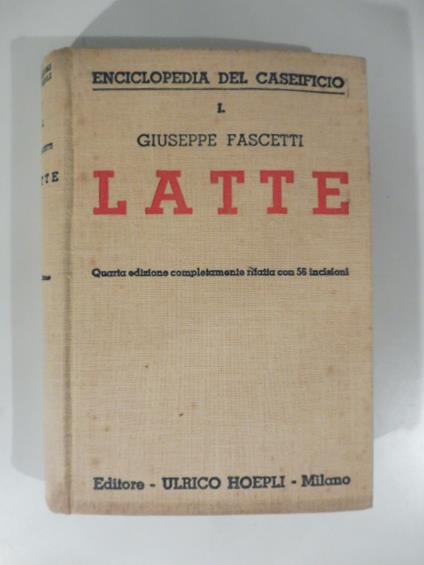 ENCICLOPEDIA DEL CASEIFICIO
I.
GIUSEPPE FASCETTI
LATTE
Quarta edizione completamente rifatta con 56 incisioni
Editore - ULRICO HOEPLI - Milano